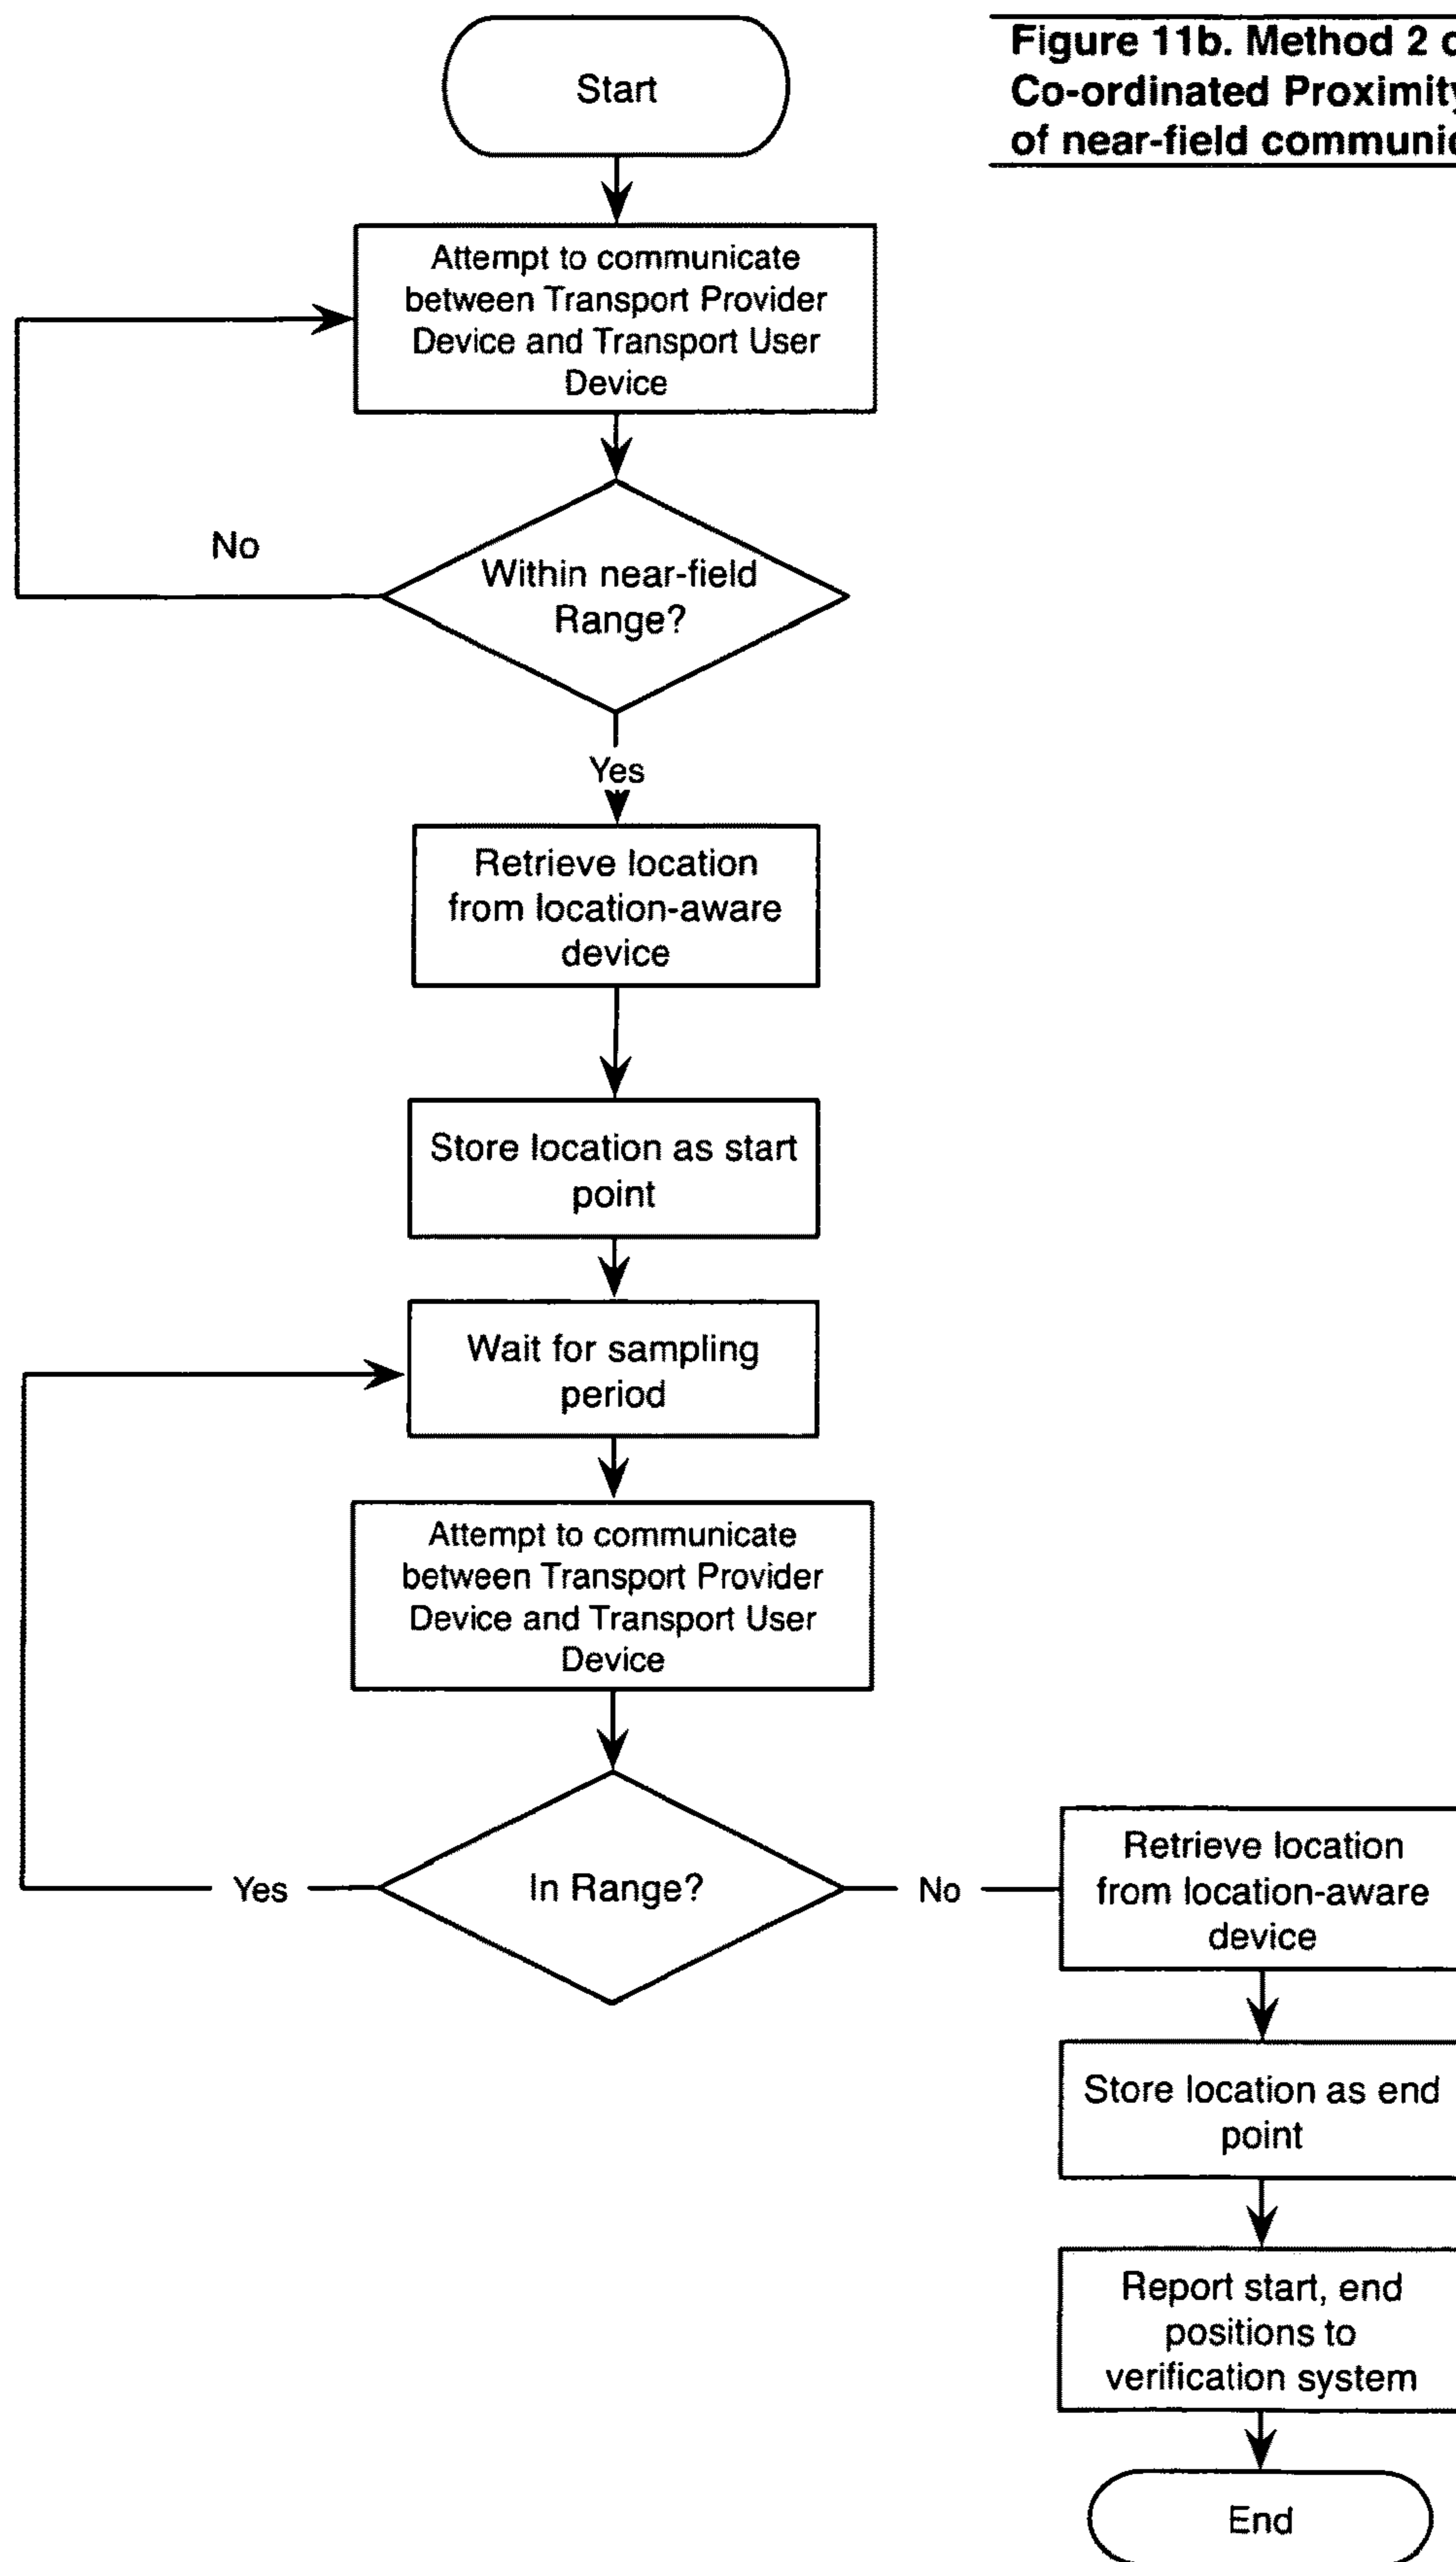 Figure 11b. Method 2
Co-ordinated Proximity
of near-field
Start
Attempt to communicate
between Transport Provider
Device and Transport User
Device
Within near-field
Range?
No
Yes
Retrieve location
from location-aware
device
Store location as start
point
Wait for sampling
period
Attempt to communicate
between Transport Provider
Device and Transport User
Device
In Range?
Yes
No
Retrieve location
from location-aware
device
Store location as end
point
Report start, end
positions to
verification system
End